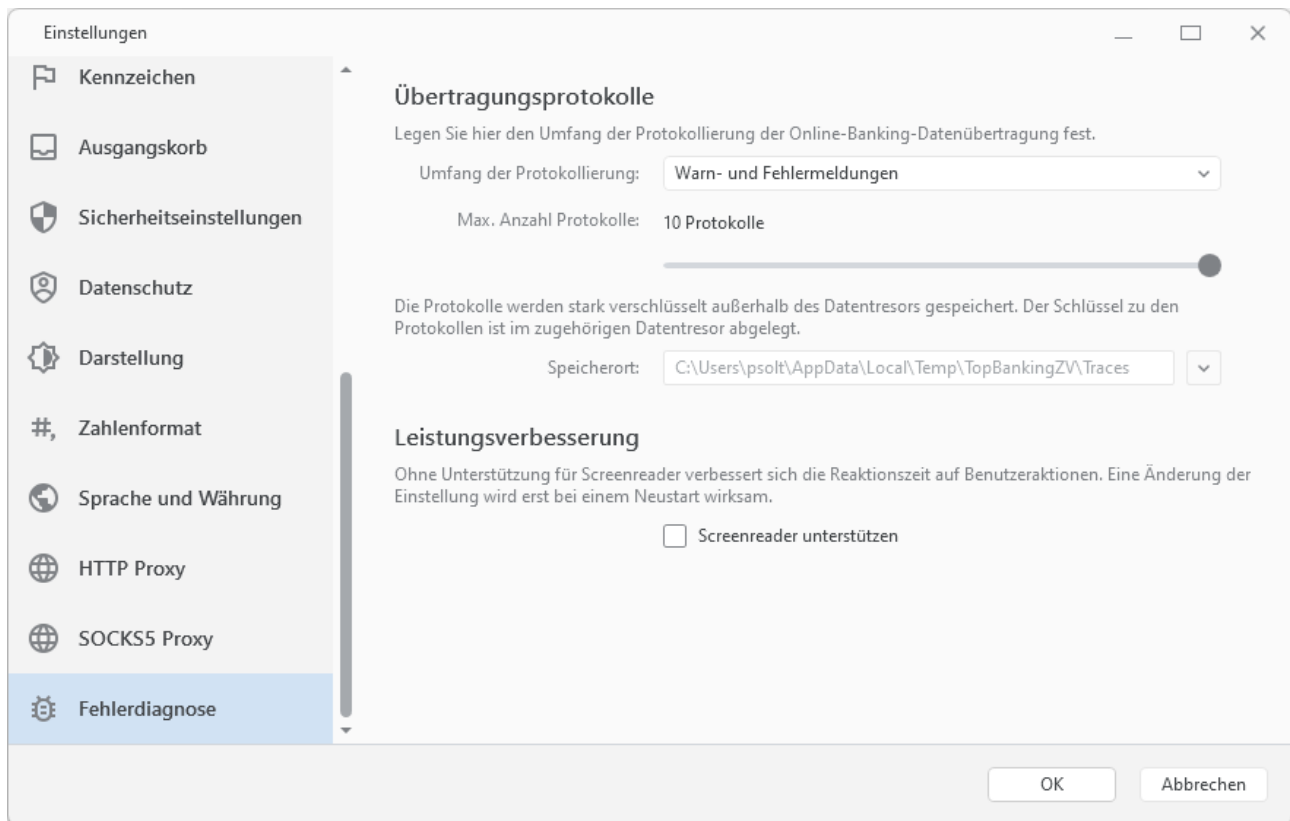 Einstellungen
Kennzeichen
Ausgangskorb
Sicherheitseinstellungen
Datenschutz
Darstellung
#, Zahlenformat
Sprache und Währung
HTTP Proxy
SOCKS5 Proxy
Fehlerdiagnose
Übertragungsprotokolle
Legen Sie hier den Umfang der Protokollierung der Online-Banking-Datenübertragung fest.
Umfang der Protokollierung: Warn- und Fehlermeldungen
Max. Anzahl Protokolle: 10 Protokolle
Die Protokolle werden stark verschlüsselt außerhalb des Datentresors gespeichert. Der Schlüssel zu den
Protokollen ist im zugehörigen Datentresor abgelegt.
Speicherort: C:\Users\psolt\AppData\Local\Temp\TopBankingZV\Traces
Leistungsverbesserung
Ohne Unterstützung für Screenreader verbessert sich die Reaktionszeit auf Benutzeraktionen. Eine Änderung der
Einstellung wird erst bei einem Neustart wirksam.
Screenreader unterstützen
OK Abbrechen